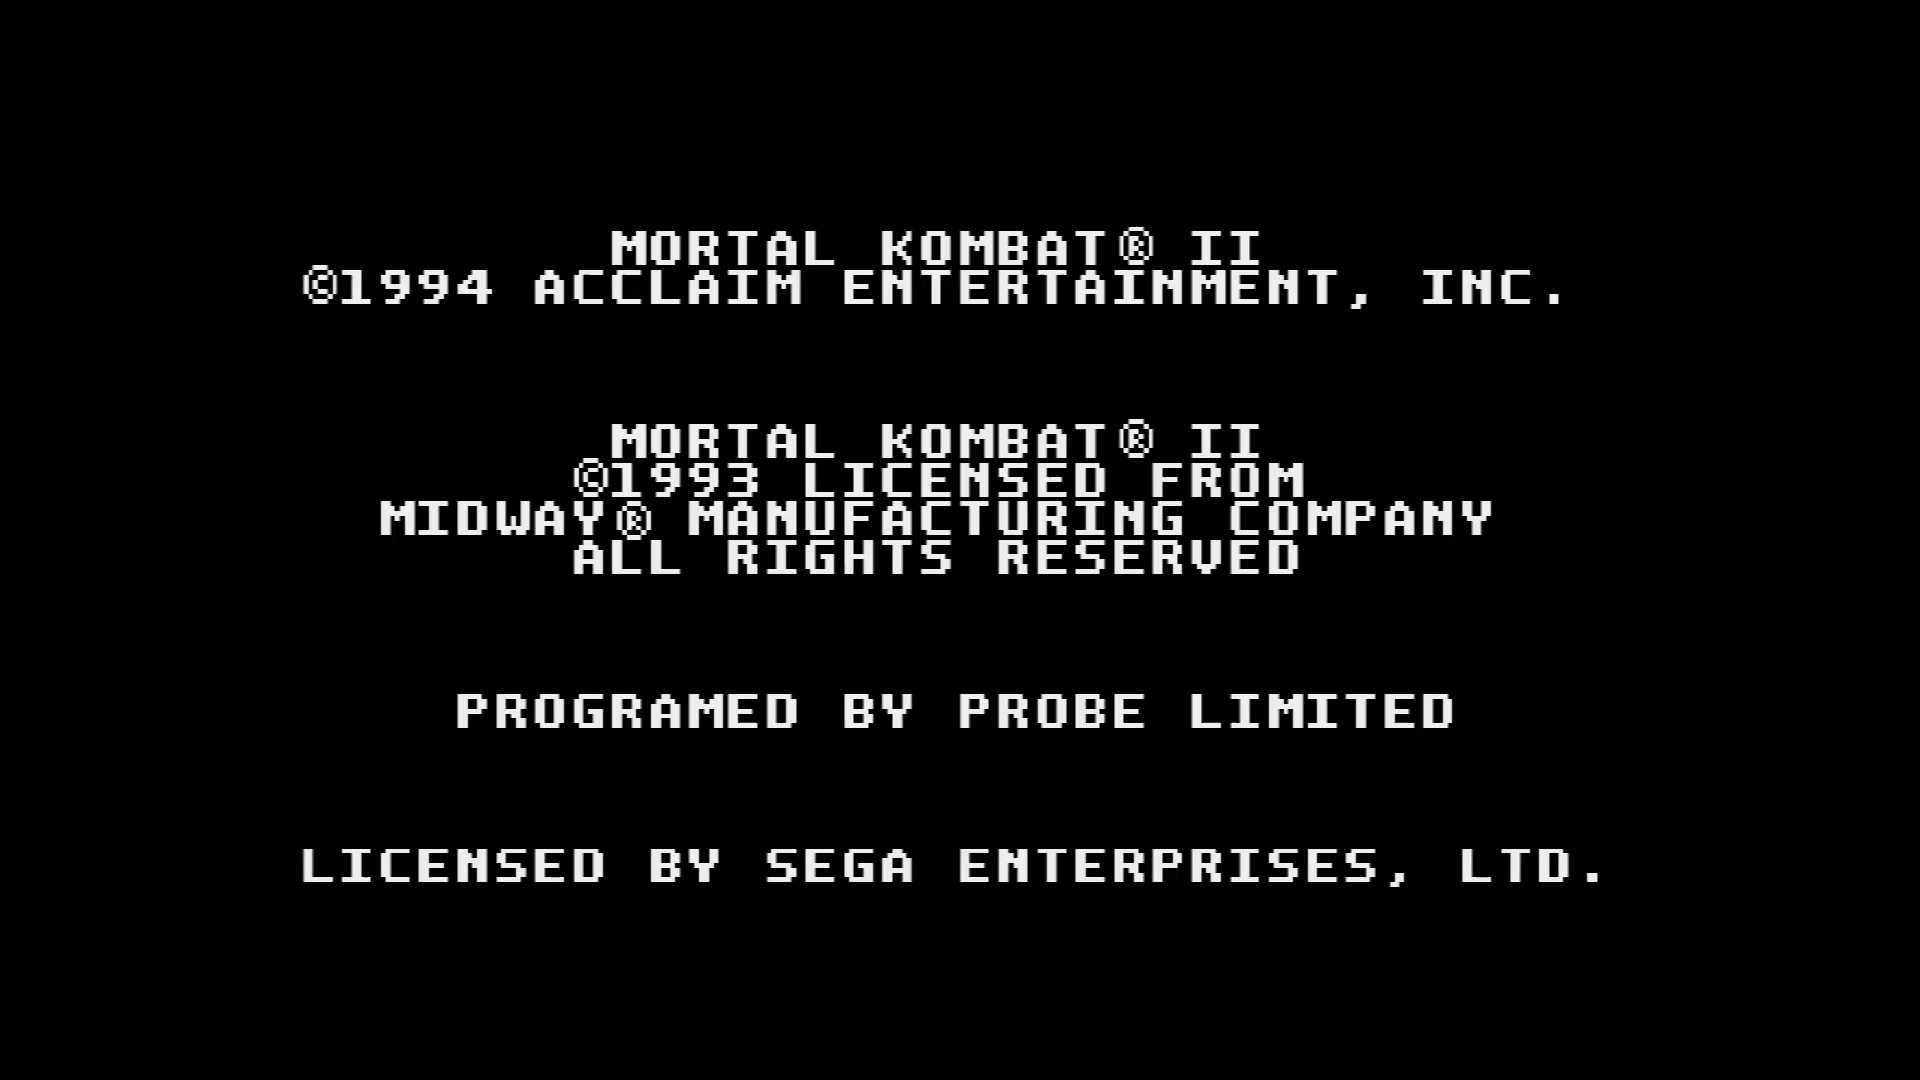 MORTAL KOMBAT® II
©1994 ACCLAIM ENTERTAINMENT, INC.
MORTAL KOMBAT® II
©1993 LICENSED FROM
MIDWAY® MANUFACTURING COMPANY
ALL RIGHTS RESERVED
PROGRAMED BY PROBE LIMITED
LICENSED BY SEGA ENTERPRISES, LTD.